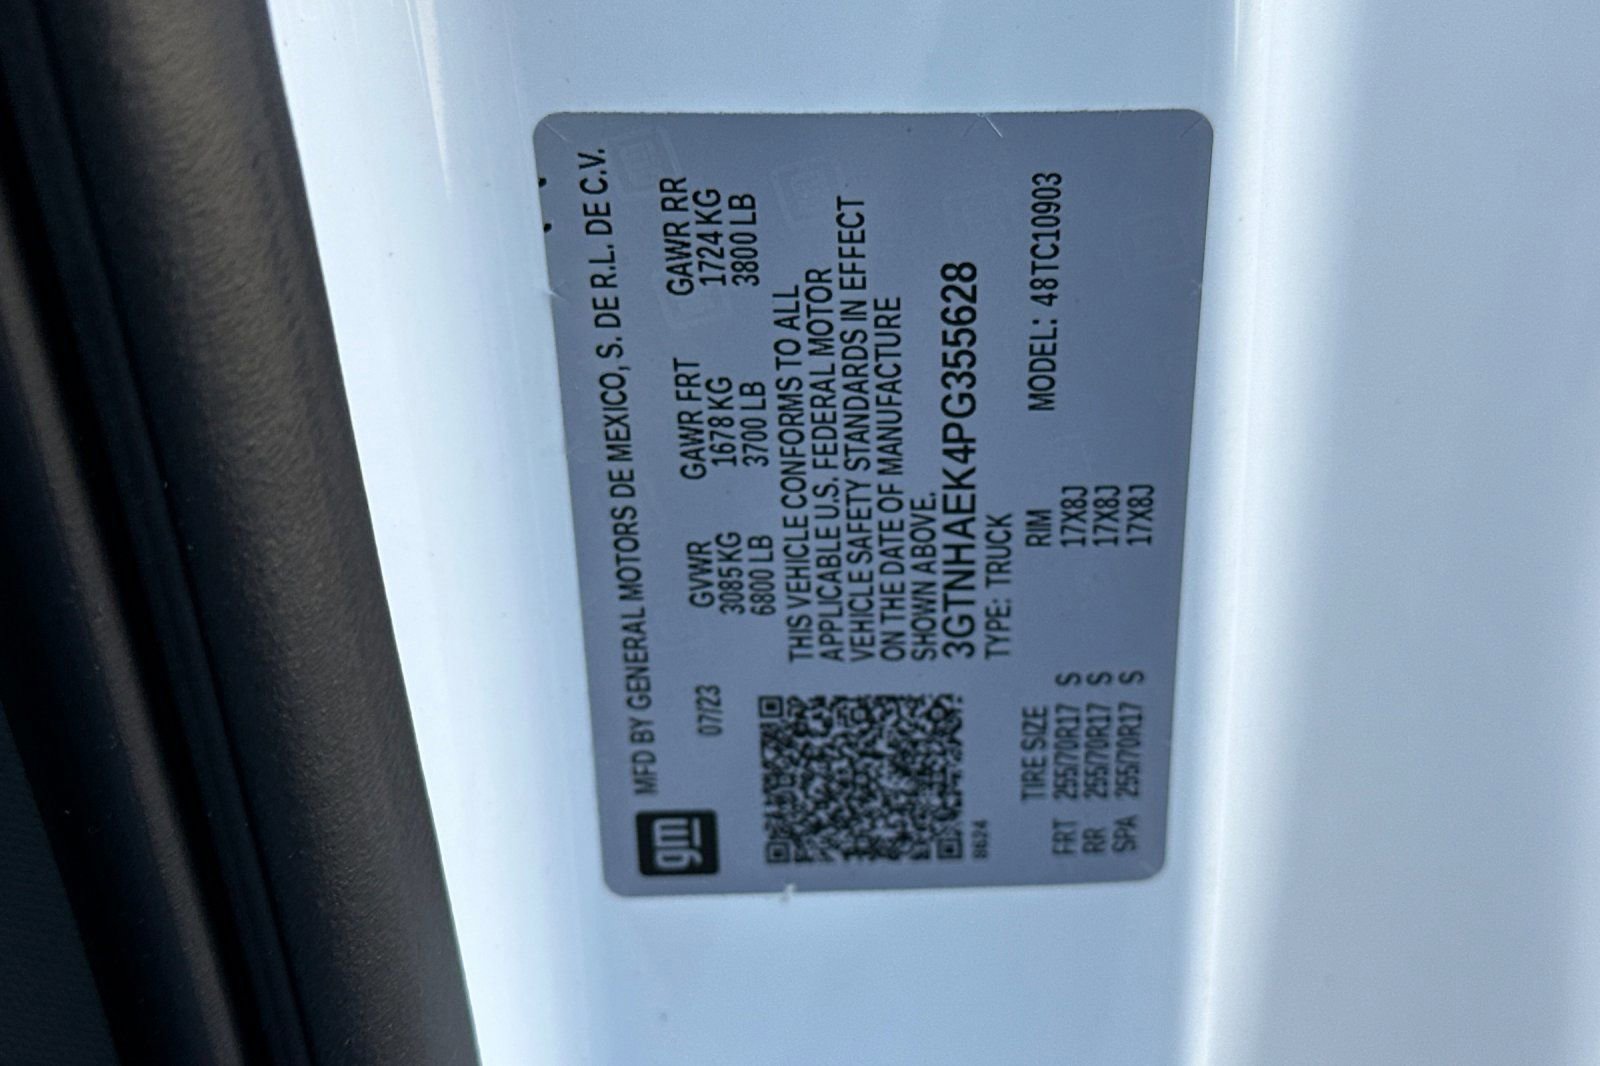 gm MFD BY GENERAL MOTORS DE MEXICO, S. DE R.L. DE C.V.
07/23 GVWR GAWR FRT GAWR RR
3085 KG 1678 KG 1724 KG
6800 LB 3700 LB 3800 LB
THIS VEHICLE CONFORMS TO ALL
APPLICABLE U.S. FEDERAL MOTOR
VEHICLE SAFETY STANDARDS IN EFFECT
ON THE DATE OF MANUFACTURE
SHOWN ABOVE.
3GTNHAEK4PG355628
TYPE: TRUCK
8624
TIRE SIZE RIM MODEL: 48TC10903
FRT 255/70R17 S 17X8J
RR 255/70R17 S 17X8J
SPA 255/70R17 S 17X8J